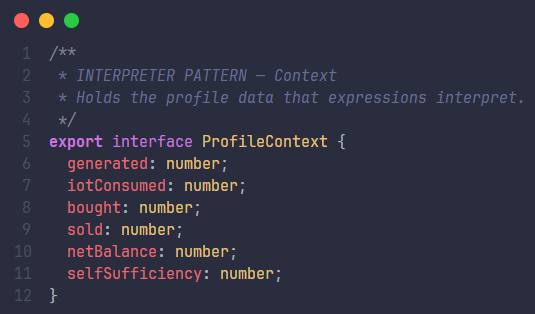 1 /**
2  * INTERPRETER PATTERN — Context
3  * Holds the profile data that expressions interpret.
4  */
5 export interface ProfileContext {
6   generated: number;
7   iotConsumed: number;
8   bought: number;
9   sold: number;
10   netBalance: number;
11   selfSufficiency: number;
12 }